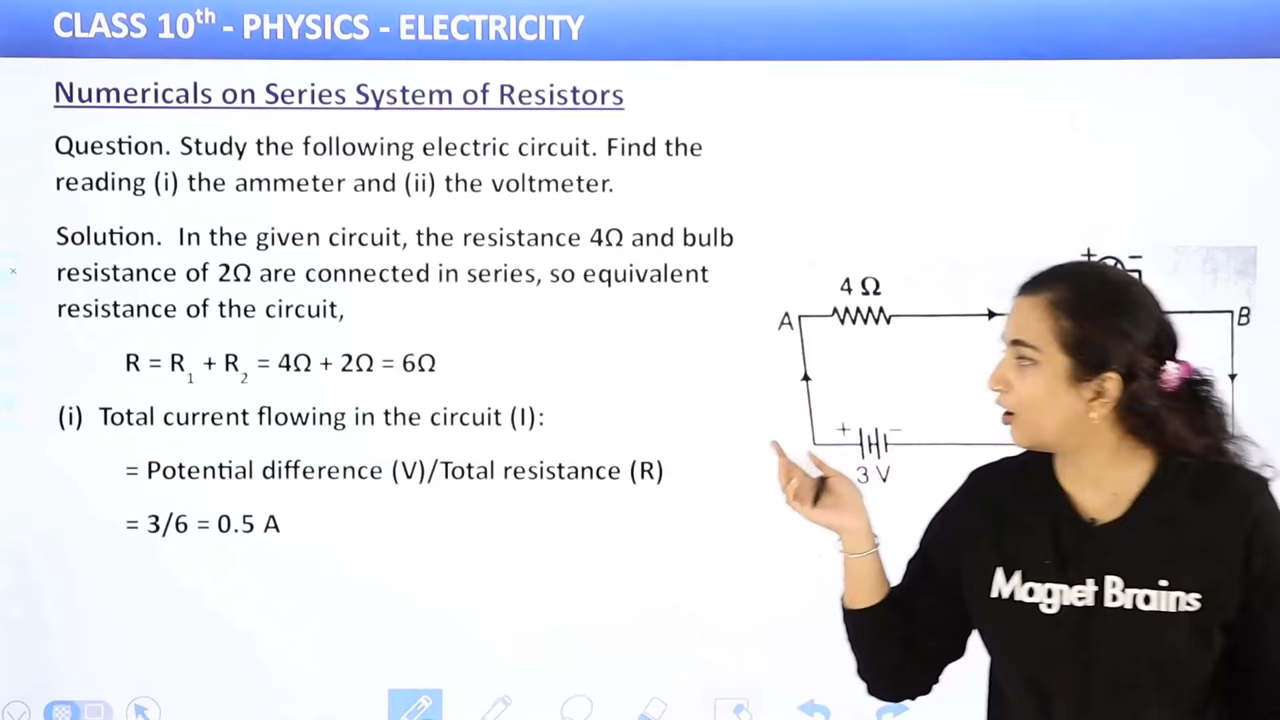 CLASS 10th - PHYSICS - ELECTRICITY
Numericals on Series System of Resistors
Question. Study the following electric circuit. Find the
reading (i) the ammeter and (ii) the voltmeter.
Solution. In the given circuit, the resistance 4Ω and bulb
resistance of 2Ω are connected in series, so equivalent
resistance of the circuit,
R = R1 + R2 = 4Ω + 2Ω = 6Ω
(i) Total current flowing in the circuit (I):
= Potential difference (V)/Total resistance (R)
= 3/6 = 0.5 A
+ −
4 Ω
A
B
+ −
3 V
Magnet Brains